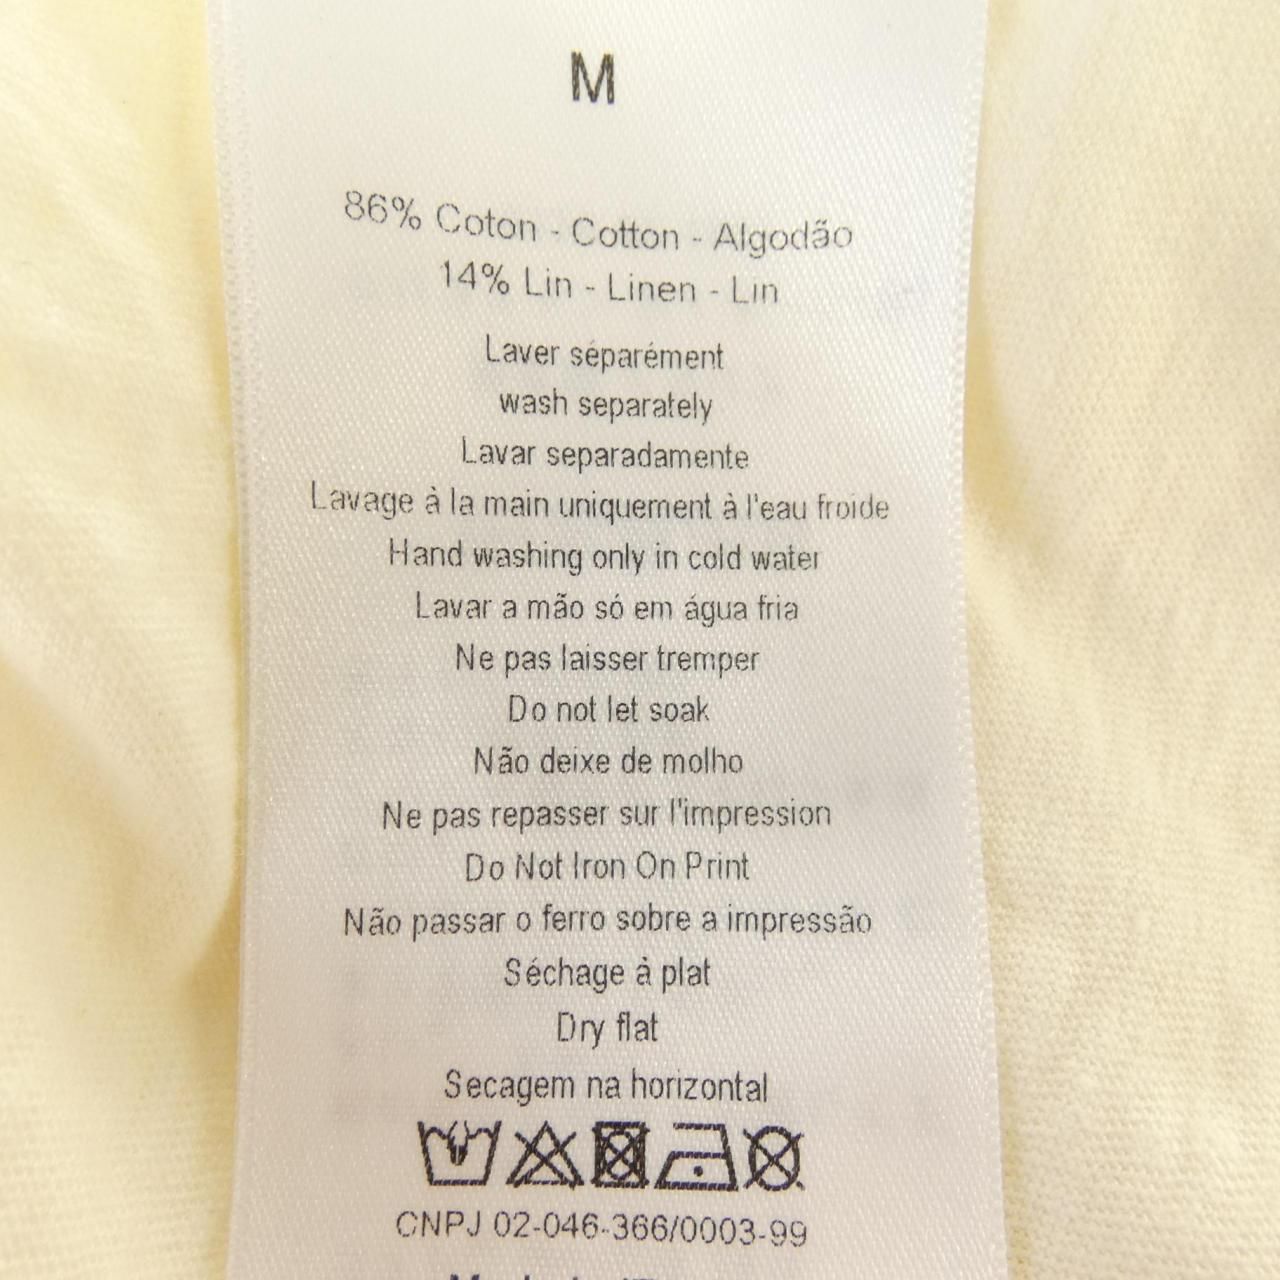 M
86% Coton - Cotton - Algodão
14% Lin - Linen - Lin
Laver séparément
wash separately
Lavar separadamente
Lavage à la main uniquement à l'eau froide
Hand washing only in cold water
Lavar a mão só em água fria
Ne pas laisser tremper
Do not let soak
Não deixe de molho
Ne pas repasser sur l'impression
Do Not Iron On Print
Não passar o ferro sobre a impressão
Séchage à plat
Dry flat
Secagem na horizontal
CNPJ 02-046-366/0003-99